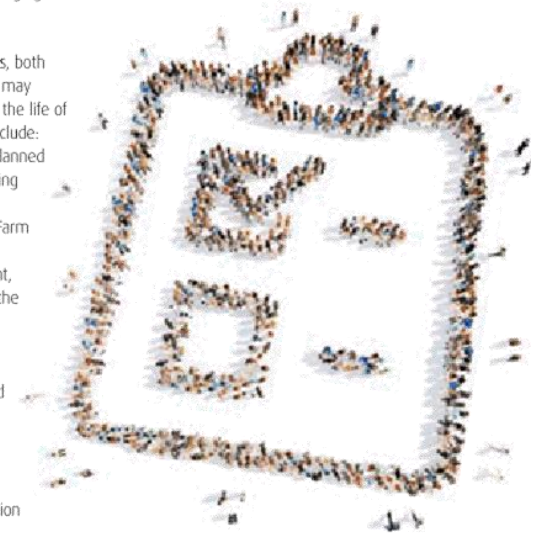 s, both
may
the life of
clude:
lanned
ing
Farm
nt,
the
d
ion